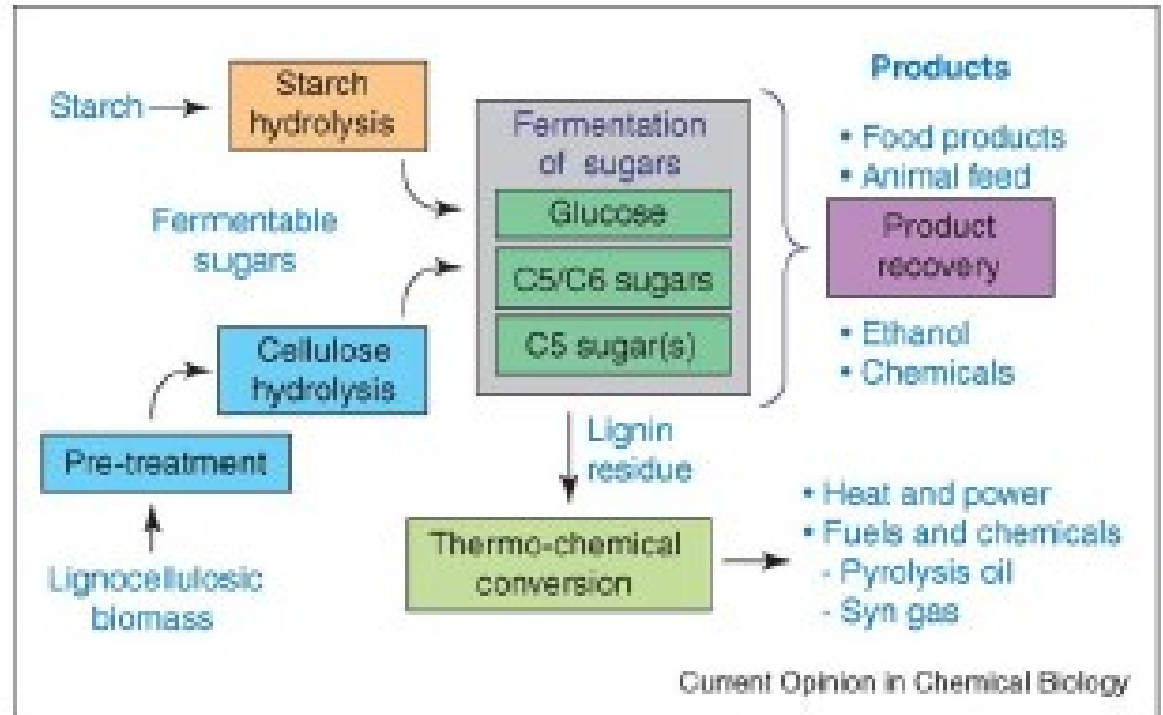 Products
Starch
Starch
hydrolysis
Fermentation
of sugars
Glucose
C5/C6 sugars
C5 sugar(s)
• Food products
• Animal feed
Product
recovery
• Ethanol
• Chemicals
Fermentable
sugars
Cellulose
hydrolysis
Pre-treatment
Lignocellulosic
biomass
Lignin
residue
Thermo-chemical
conversion
• Heat and power
• Fuels and chemicals
- Pyrolysis oil
- Syn gas
Current Opinion in Chemical Biology